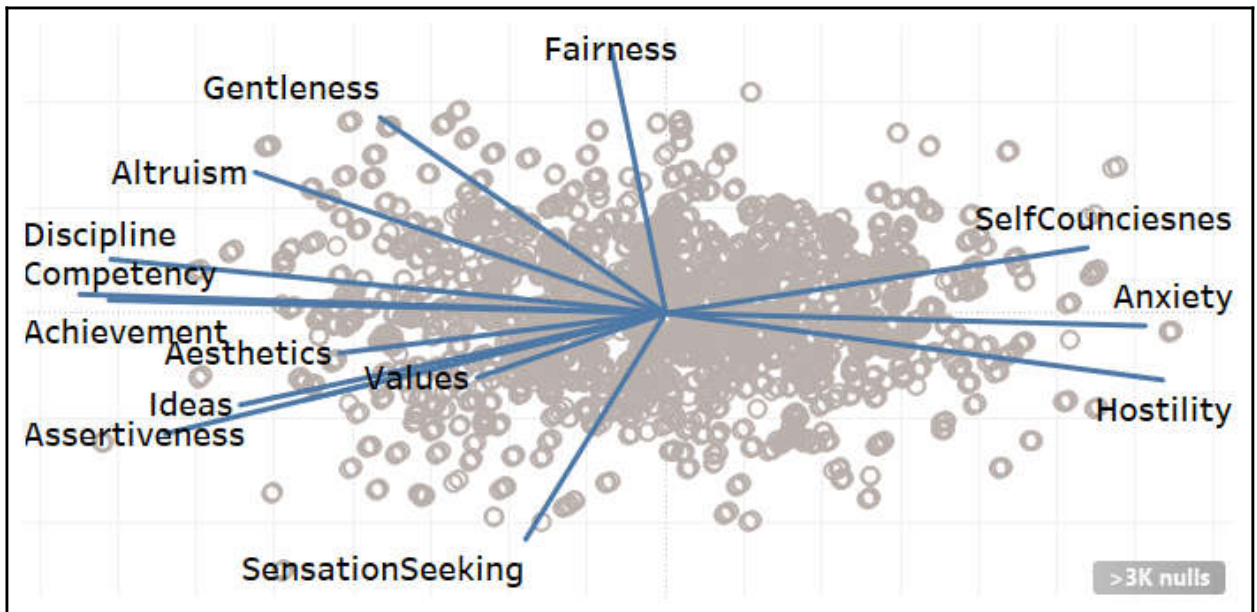 Fairness
Gentleness
Altruism
SelfCounciesnes
Discipline
Competency
Anxiety
Achievement
Aesthetics
Values
Ideas
Hostility
Assertiveness
SensationSeeking
>3K nulls